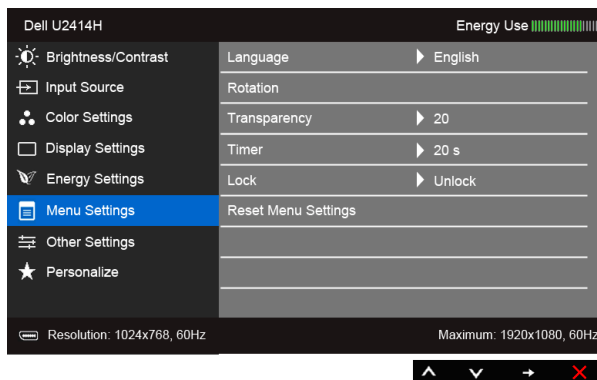 Dell U2414H Energy Use
Brightness/Contrast Language English
Input Source Rotation
Color Settings Transparency 20
Display Settings Timer 20 s
Energy Settings Lock Unlock
Menu Settings Reset Menu Settings
Other Settings
Personalize
Resolution: 1024x768, 60Hz Maximum: 1920x1080, 60Hz